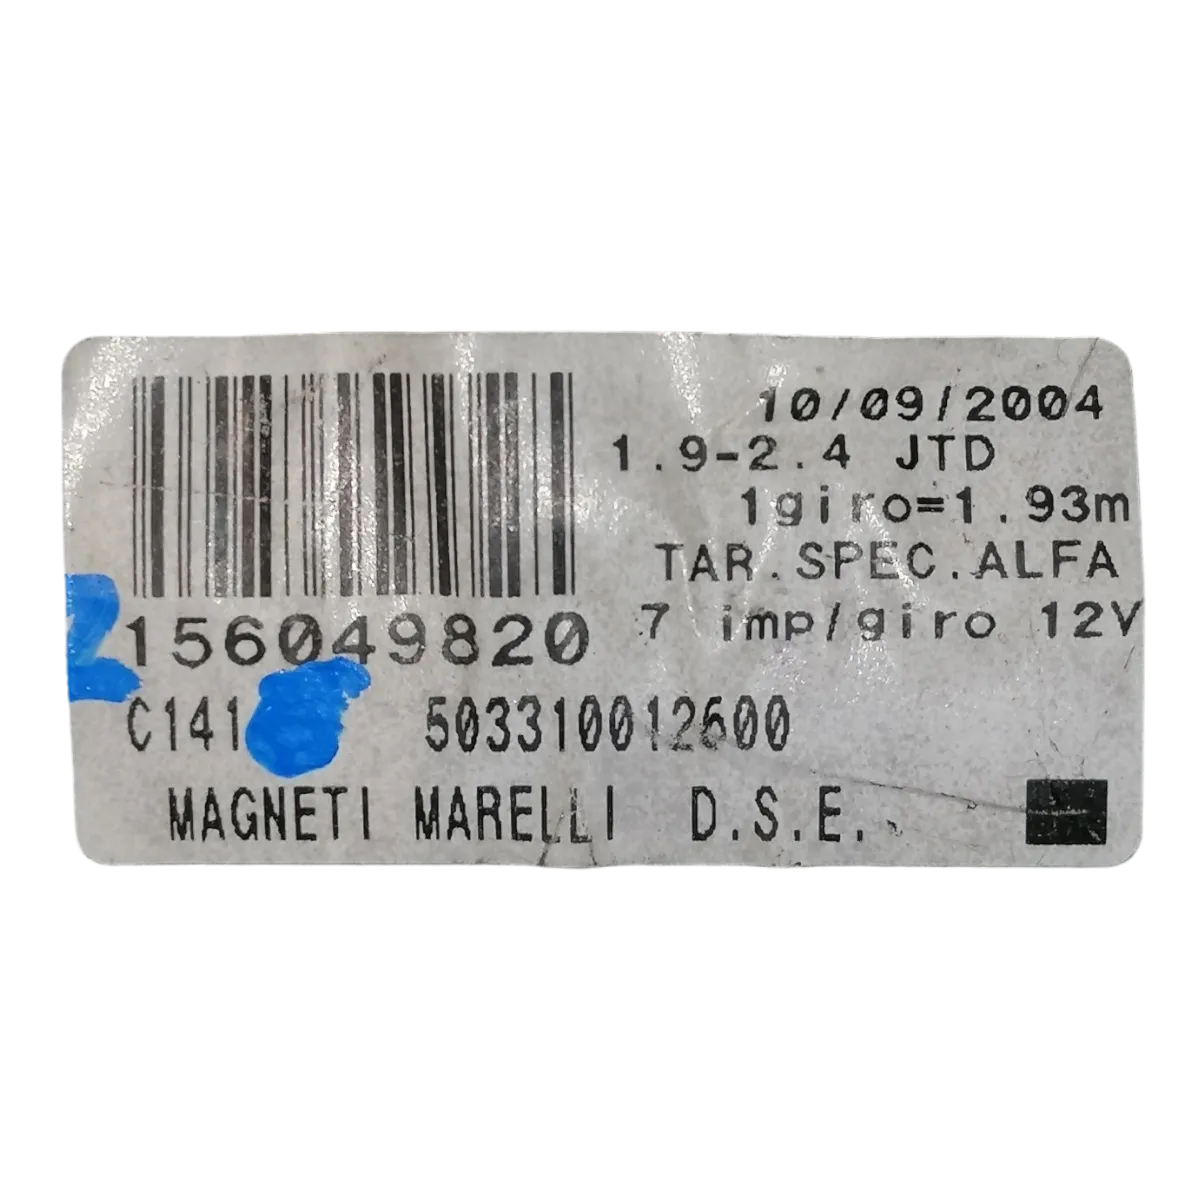 10/09/2004
1.9-2.4 JTD
1giro=1.93m
TAR.SPEC.ALFA
7 imp/giro 12V
156049820
C141 503310012600
MAGNETI MARELLI D.S.E.